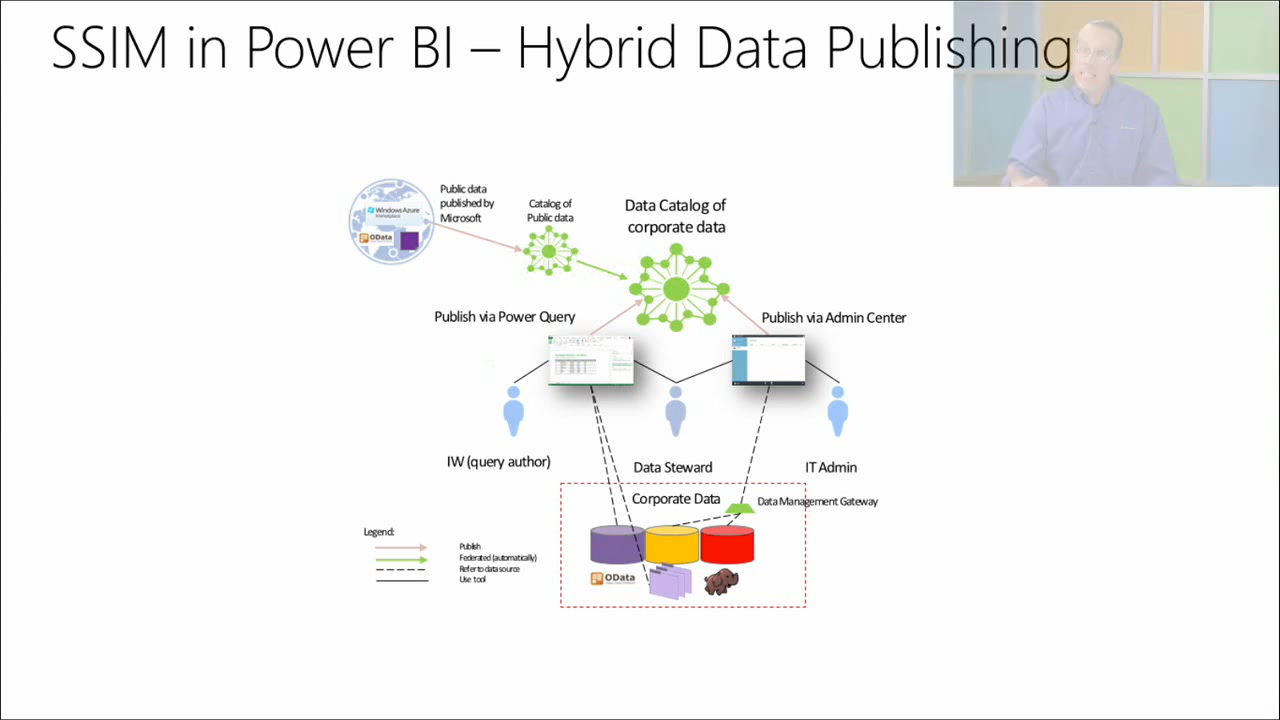 SSIM in Power BI – Hybrid Data Publishing
Public data
published by
Microsoft
Windows Azure
Marketplace
OData
Catalog of
Public data
Data Catalog of
corporate data
Publish via Power Query
Publish via Admin Center
IW (query author)
Data Steward
IT Admin
Corporate Data
Data Management Gateway
OData
Legend:
Publish
Federated (automatically)
Refer to data source
Use tool